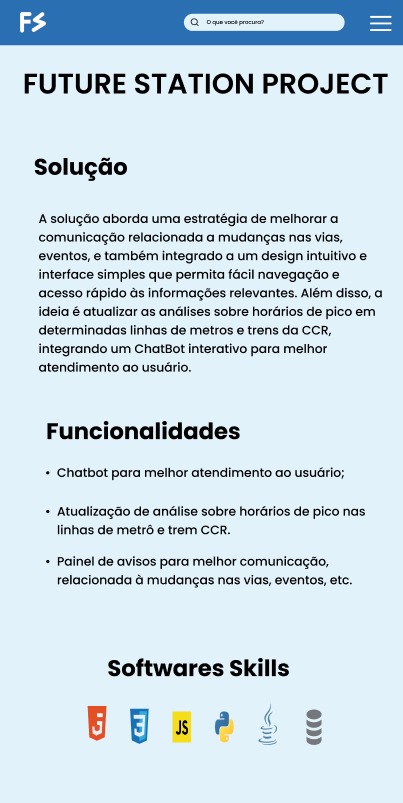 FS
O que você procura?
FUTURE STATION PROJECT
Solução
A solução aborda uma estratégia de melhorar a
comunicação relacionada a mudanças nas vias,
eventos, e também integrado a um design intuitivo e
interface simples que permita fácil navegação e
acesso rápido às informações relevantes. Além disso, a
ideia é atualizar as análises sobre horários de pico em
determinadas linhas de metros e trens da CCR,
integrando um ChatBot interativo para melhor
atendimento ao usuário.
Funcionalidades
• Chatbot para melhor atendimento ao usuário;
• Atualização de análise sobre horários de pico nas
linhas de metrô e trem CCR.
• Painel de avisos para melhor comunicação,
relacionada à mudanças nas vias, eventos, etc.
Softwares Skills
5 3 JS